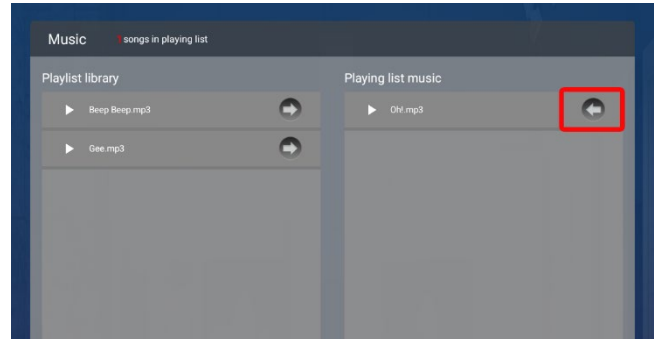 Music songs in playing list
Playlist library
Beep Beep.mp3
Gee.mp3
Playing list music
Oh!.mp3